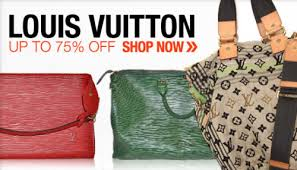 LOUIS VUITTON
UP TO 75% OFF SHOP NOW »